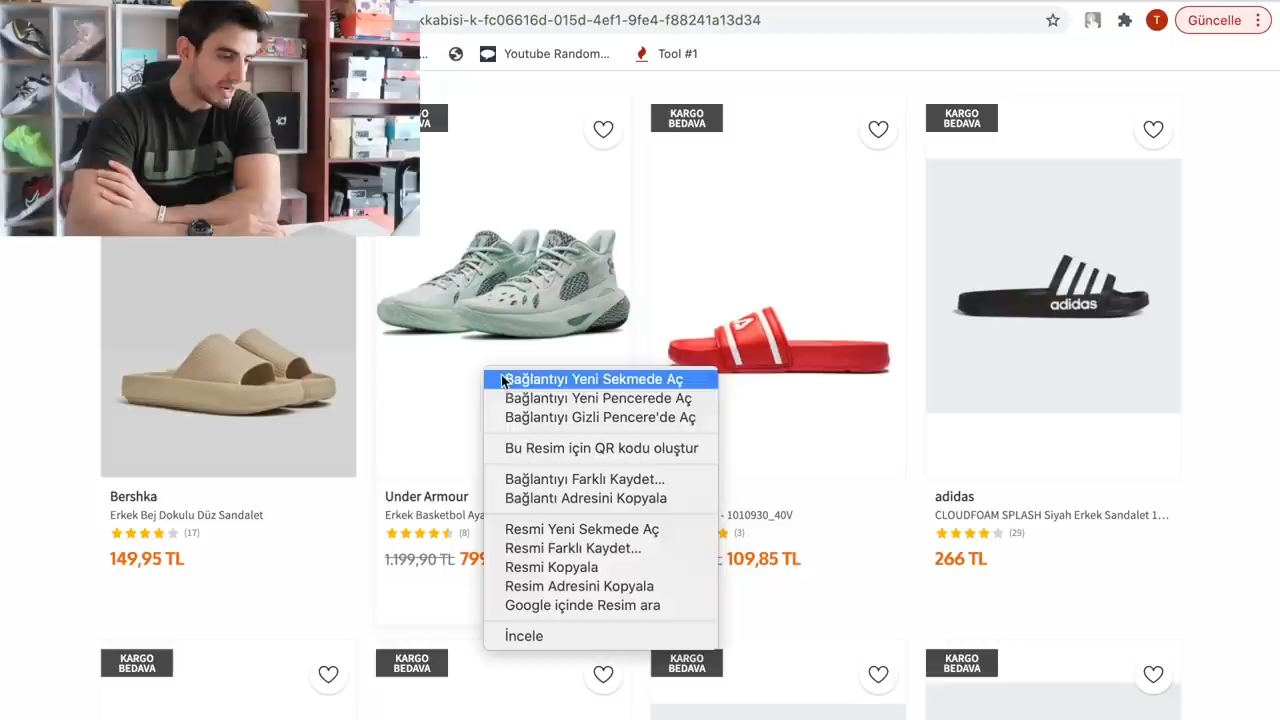 xkabisi-k-fc06616d-015d-4ef1-9fe4-f88241a13d34
T
Güncelle
Youtube Random...
Tool #1
KARGO
BEDAVA
KARGO
BEDAVA
adidas
Bağlantıyı Yeni Sekmede Aç
Bağlantıyı Yeni Pencerede Aç
Bağlantıyı Gizli Pencere'de Aç
Bu Resim için QR kodu oluştur
Bağlantıyı Farklı Kaydet...
Bağlantı Adresini Kopyala
Resmi Yeni Sekmede Aç
Resmi Farklı Kaydet...
Resmi Kopyala
Resim Adresini Kopyala
Google içinde Resim ara
İncele
Bershka
Erkek Bej Dokulu Düz Sandalet
(17)
149,95 TL
Under Armour
Erkek Basketbol Aya
(8)
1.199,90 TL 799
- 1010930_40V
(3)
109,85 TL
adidas
CLOUDFOAM SPLASH Siyah Erkek Sandalet 1...
(29)
266 TL
KARGO
BEDAVA
KARGO
BEDAVA
KARGO
BEDAVA
KARGO
BEDAVA